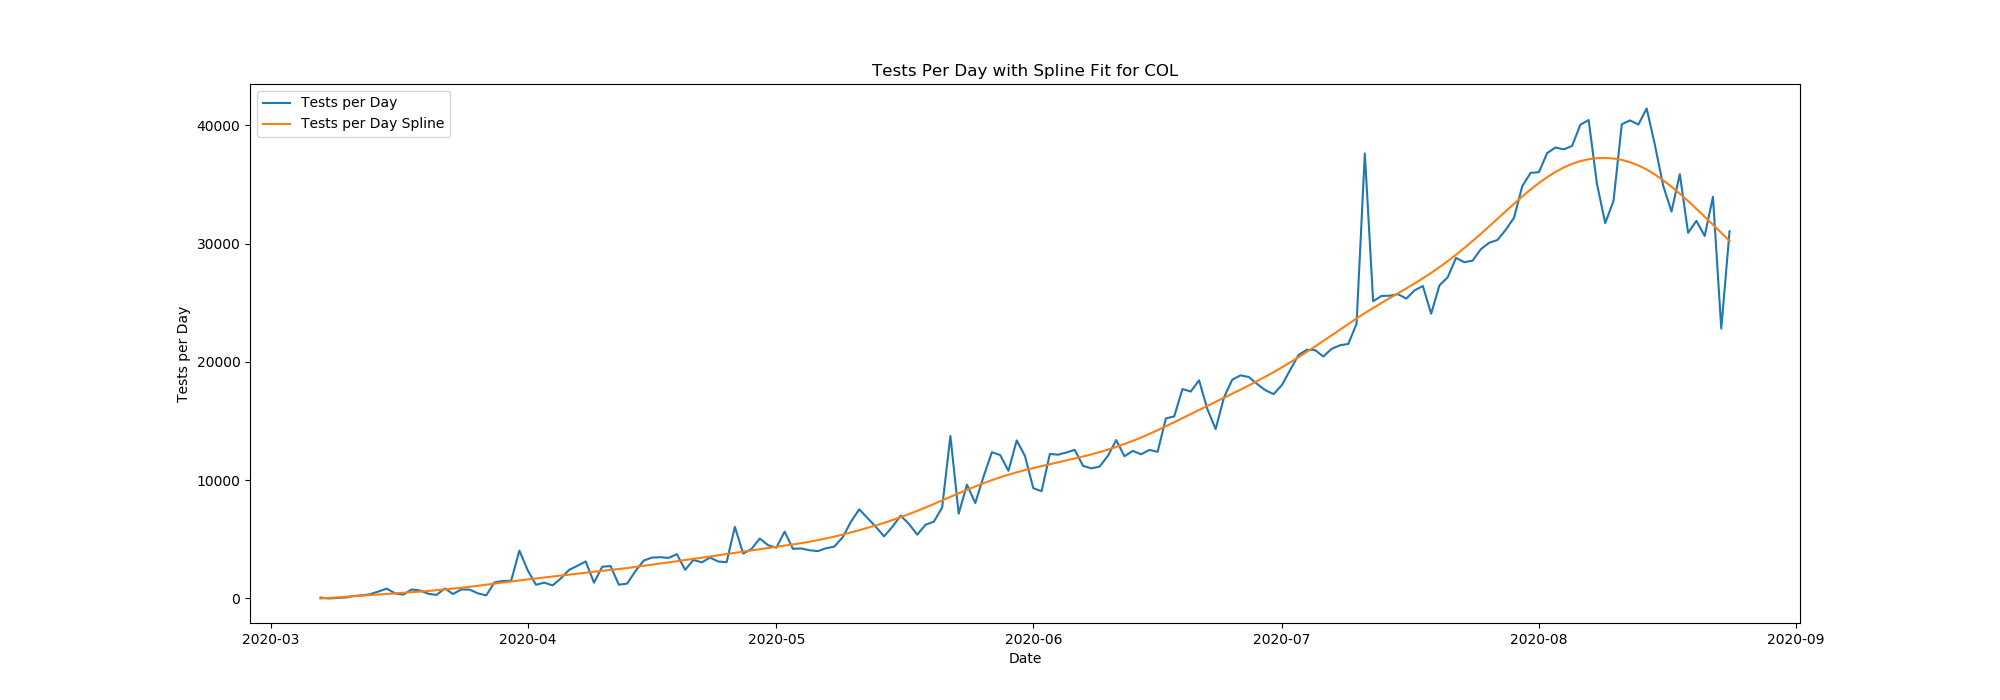 Tests Per Day with Spline Fit for COL
Tests per Day
Tests per Day Spline
40000
30000
20000
10000
0
Tests per Day
2020-03 2020-04 2020-05 2020-06 2020-07 2020-08 2020-09
Date